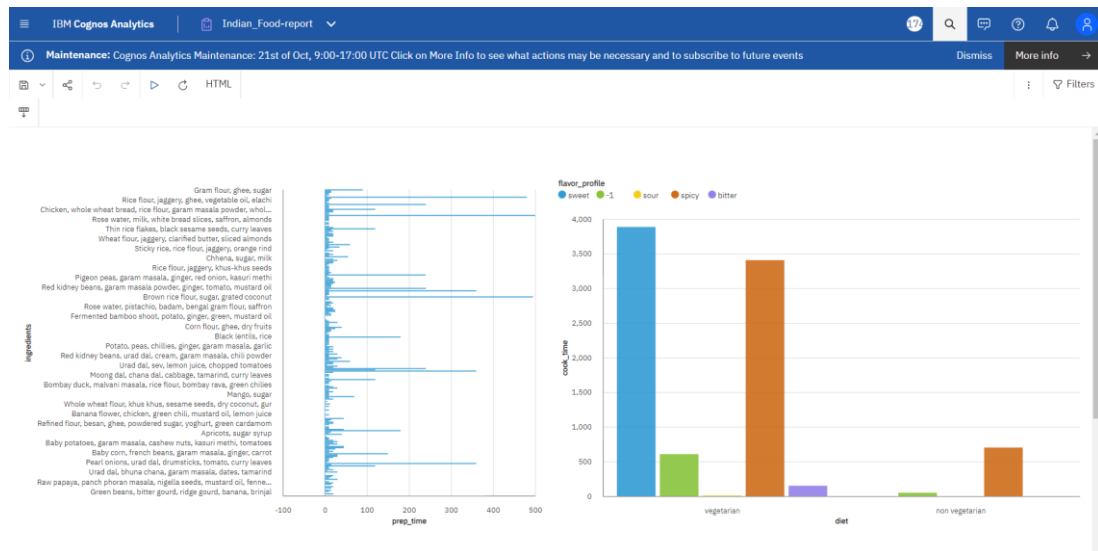 IBM Cognos Analytics
Indian_Food-report
174
Maintenance: Cognos Analytics Maintenance: 21st of Oct, 9:00-17:00 UTC Click on More Info to see what actions may be necessary and to subscribe to future events
Dismiss
More info
HTML
Filters
Gram flour, ghee, sugar
Rice flour, jaggery, ghee, vegetable oil, elachi
Chicken, whole wheat bread, rice flour, garam masala powder, whol...
Rose water, milk, white bread slices, saffron, almonds
Thin rice flakes, black sesame seeds, curry leaves
Wheat flour, jaggery, clarified butter, sliced almonds
Sticky rice, rice flour, jaggery, orange rind
Chhena, sugar, milk
Rice flour, jaggery, khus-khus seeds
Pigeon peas, garam masala, ginger, red onion, kasuri methi
Red kidney beans, garam masala powder, ginger, tomato, mustard oil
Brown rice flour, sugar, grated coconut
Rose water, pistachio, badam, bengal gram flour, saffron
Fermented bamboo shoot, potato, ginger, green, mustard oil
Corn flour, ghee, dry fruits
Black lentils, rice
Potato, peas, chillies, ginger, garam masala, garlic
Red kidney beans, urad dal, cream, garam masala, chili powder
Urad dal, sev, lemon juice, chopped tomatoes
Moong dal, chana dal, cabbage, tamarind, curry leaves
Bombay duck, malvani masala, rice flour, bombay rava, green chilies
Mango, sugar
Whole wheat flour, khus khus, sesame seeds, dry coconut, gur
Banana flower, chicken, green chili, mustard oil, lemon juice
Refined flour, besan, ghee, powdered sugar, yoghurt, green cardamom
Apricots, sugar syrup
Baby potatoes, garam masala, cashew nuts, kasuri methi, tomatoes
Baby corn, french beans, garam masala, ginger, carrot
Pearl onions, urad dal, drumsticks, tomato, curry leaves
Urad dal, bhuna chana, garam masala, dates, tamarind
Raw papaya, panch phoran masala, nigella seeds, mustard oil, fenne...
Green beans, bitter gourd, ridge gourd, banana, brinjal
ingredients
-100 0 100 200 300 400 500
prep_time
flavor_profile
sweet -1 sour spicy bitter
4,000
3,500
3,000
2,500
2,000
1,500
1,000
500
0
cook_time
vegetarian non vegetarian
diet